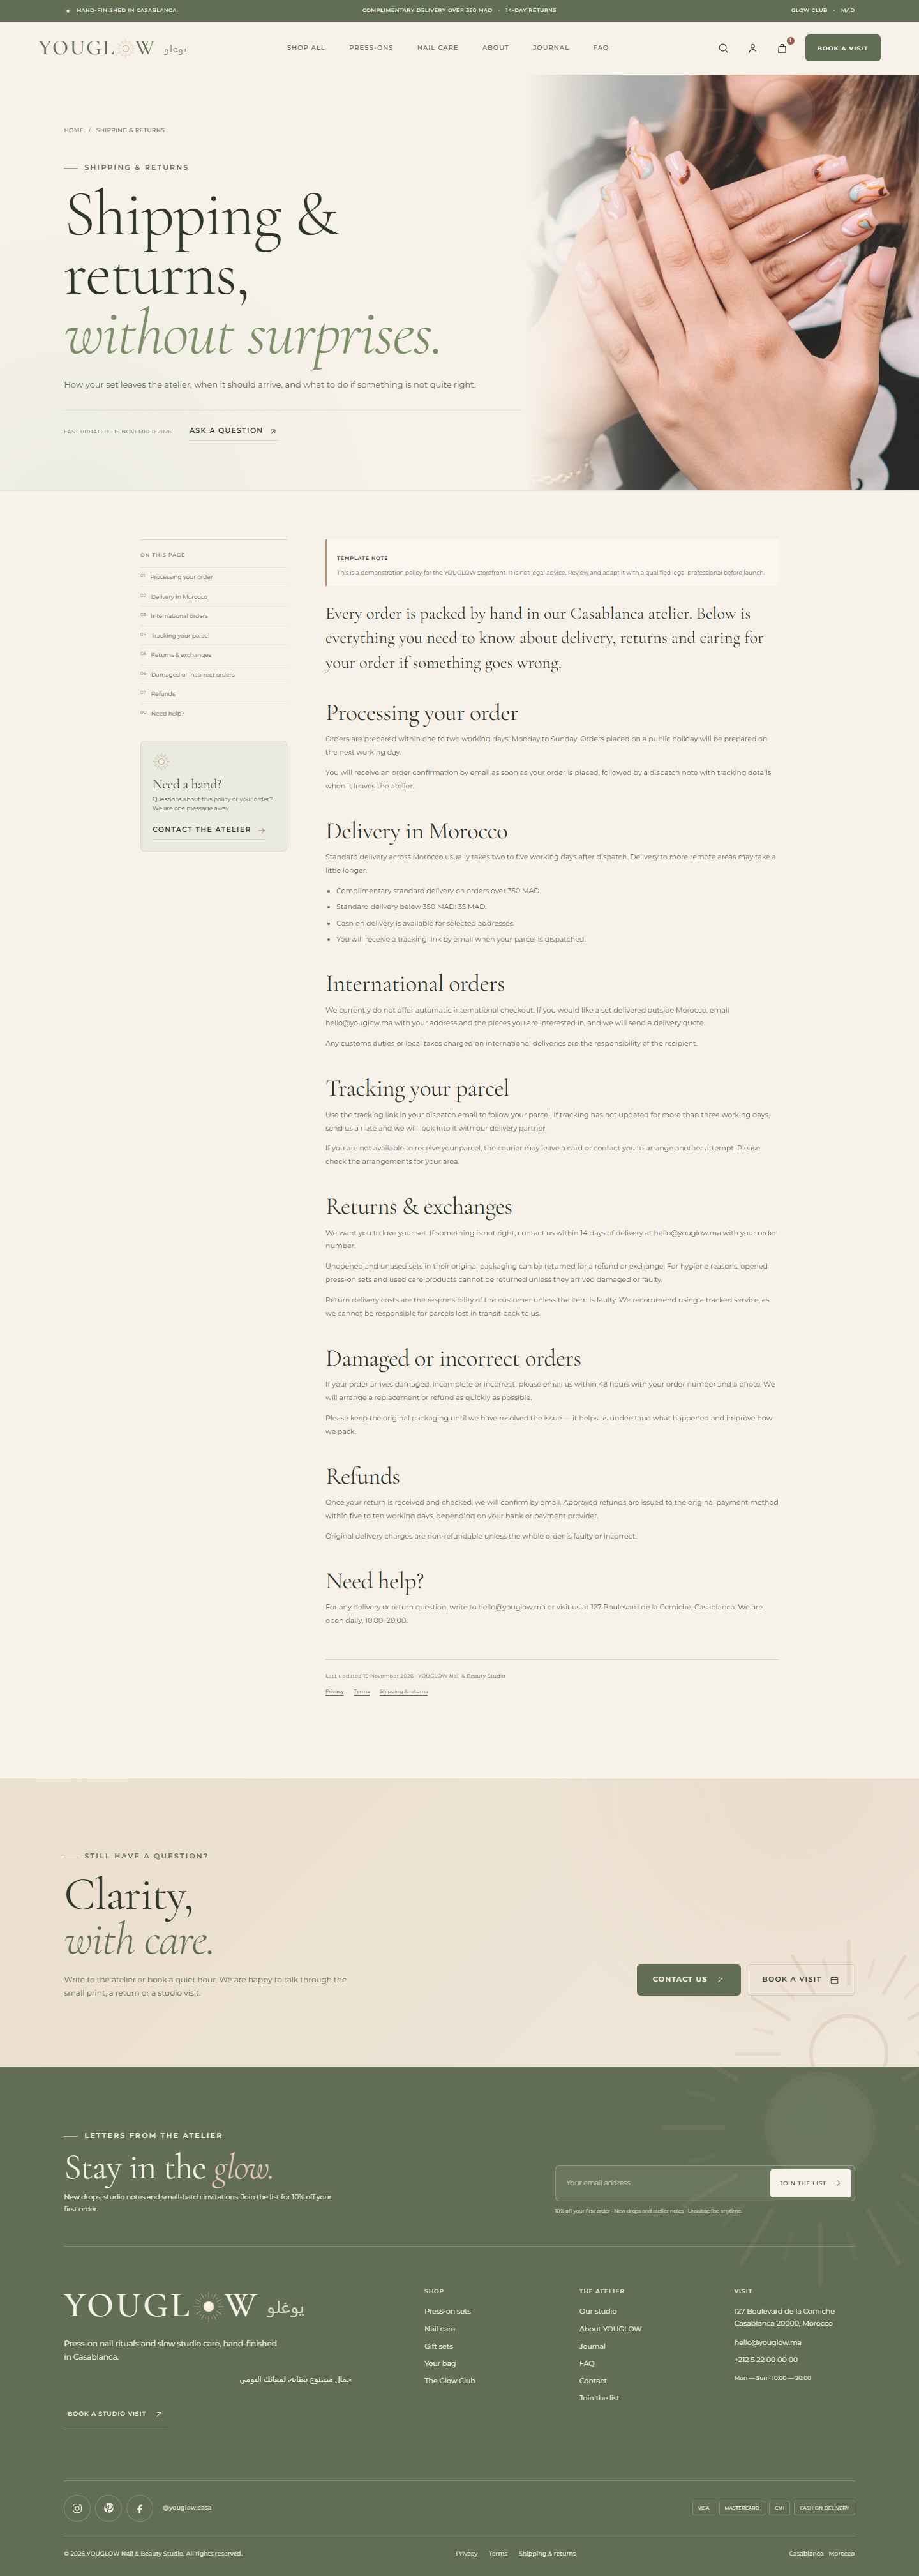 HAND-FINISHED IN CASABLANCA
COMPLIMENTARY DELIVERY OVER 350 MAD · 14-DAY RETURNS
GLOW CLUB · MAD
YOUGLOW يوغلو
SHOP ALL
PRESS-ONS
NAIL CARE
ABOUT
JOURNAL
FAQ
1
BOOK A VISIT
HOME / SHIPPING & RETURNS
SHIPPING & RETURNS
Shipping &
returns,
without surprises.
How your set leaves the atelier, when it should arrive, and what to do if something is not quite right.
LAST UPDATED · 19 NOVEMBER 2026
ASK A QUESTION
ON THIS PAGE
01 Processing your order
02 Delivery in Morocco
03 International orders
04 Tracking your parcel
05 Returns & exchanges
06 Damaged or incorrect orders
07 Refunds
08 Need help?
Need a hand?
Questions about this policy or your order?
We are one message away.
CONTACT THE ATELIER
TEMPLATE NOTE
This is a demonstration policy for the YOUGLOW storefront. It is not legal advice. Review and adapt it with a qualified legal professional before launch.
Every order is packed by hand in our Casablanca atelier. Below is
everything you need to know about delivery, returns and caring for
your order if something goes wrong.
Processing your order
Orders are prepared within one to two working days, Monday to Sunday. Orders placed on a public holiday will be prepared on
the next working day.
You will receive an order confirmation by email as soon as your order is placed, followed by a dispatch note with tracking details
when it leaves the atelier.
Delivery in Morocco
Standard delivery across Morocco usually takes two to five working days after dispatch. Delivery to more remote areas may take a
little longer.
• Complimentary standard delivery on orders over 350 MAD.
• Standard delivery below 350 MAD: 35 MAD.
• Cash on delivery is available for selected addresses.
• You will receive a tracking link by email when your parcel is dispatched.
International orders
We currently do not offer automatic international checkout. If you would like a set delivered outside Morocco, email
hello@youglow.ma with your address and the pieces you are interested in, and we will send a delivery quote.
Any customs duties or local taxes charged on international deliveries are the responsibility of the recipient.
Tracking your parcel
Use the tracking link in your dispatch email to follow your parcel. If tracking has not updated for more than three working days,
send us a note and we will look into it with our delivery partner.
If you are not available to receive your parcel, the courier may leave a card or contact you to arrange another attempt. Please
check the arrangements for your area.
Returns & exchanges
We want you to love your set. If something is not right, contact us within 14 days of delivery at hello@youglow.ma with your order
number.
Unopened and unused sets in their original packaging can be returned for a refund or exchange. For hygiene reasons, opened
press-on sets and used care products cannot be returned unless they arrived damaged or faulty.
Return delivery costs are the responsibility of the customer unless the item is faulty. We recommend using a tracked service, as
we cannot be responsible for parcels lost in transit back to us.
Damaged or incorrect orders
If your order arrives damaged, incomplete or incorrect, please email us within 48 hours with your order number and a photo. We
will arrange a replacement or refund as quickly as possible.
Please keep the original packaging until we have resolved the issue — it helps us understand what happened and improve how
we pack.
Refunds
Once your return is received and checked, we will confirm by email. Approved refunds are issued to the original payment method
within five to ten working days, depending on your bank or payment provider.
Original delivery charges are non-refundable unless the whole order is faulty or incorrect.
Need help?
For any delivery or return question, write to hello@youglow.ma or visit us at 127 Boulevard de la Corniche, Casablanca. We are
open daily, 10:00–20:00.
Last updated 19 November 2026 · YOUGLOW Nail & Beauty Studio
Privacy Terms Shipping & returns
STILL HAVE A QUESTION?
Clarity,
with care.
Write to the atelier or book a quiet hour. We are happy to talk through the
small print, a return or a studio visit.
CONTACT US
BOOK A VISIT
LETTERS FROM THE ATELIER
Stay in the glow.
New drops, studio notes and small-batch invitations. Join the list for 10% off your
first order.
Your email address
JOIN THE LIST
10% off your first order · New drops and atelier notes · Unsubscribe anytime.
YOUGLOW يوغلو
Press-on nail rituals and slow studio care, hand-finished
in Casablanca.
جمال مصنوع بعناية، لمعانك اليومي
BOOK A STUDIO VISIT
SHOP
Press-on sets
Nail care
Gift sets
Your bag
The Glow Club
THE ATELIER
Our studio
About YOUGLOW
Journal
FAQ
Contact
Join the list
VISIT
127 Boulevard de la Corniche
Casablanca 20000, Morocco
hello@youglow.ma
+212 5 22 00 00 00
Mon — Sun · 10:00 — 20:00
@youglow.casa
VISA
MASTERCARD
CMI
CASH ON DELIVERY
© 2026 YOUGLOW Nail & Beauty Studio. All rights reserved.
Privacy Terms Shipping & returns
Casablanca · Morocco